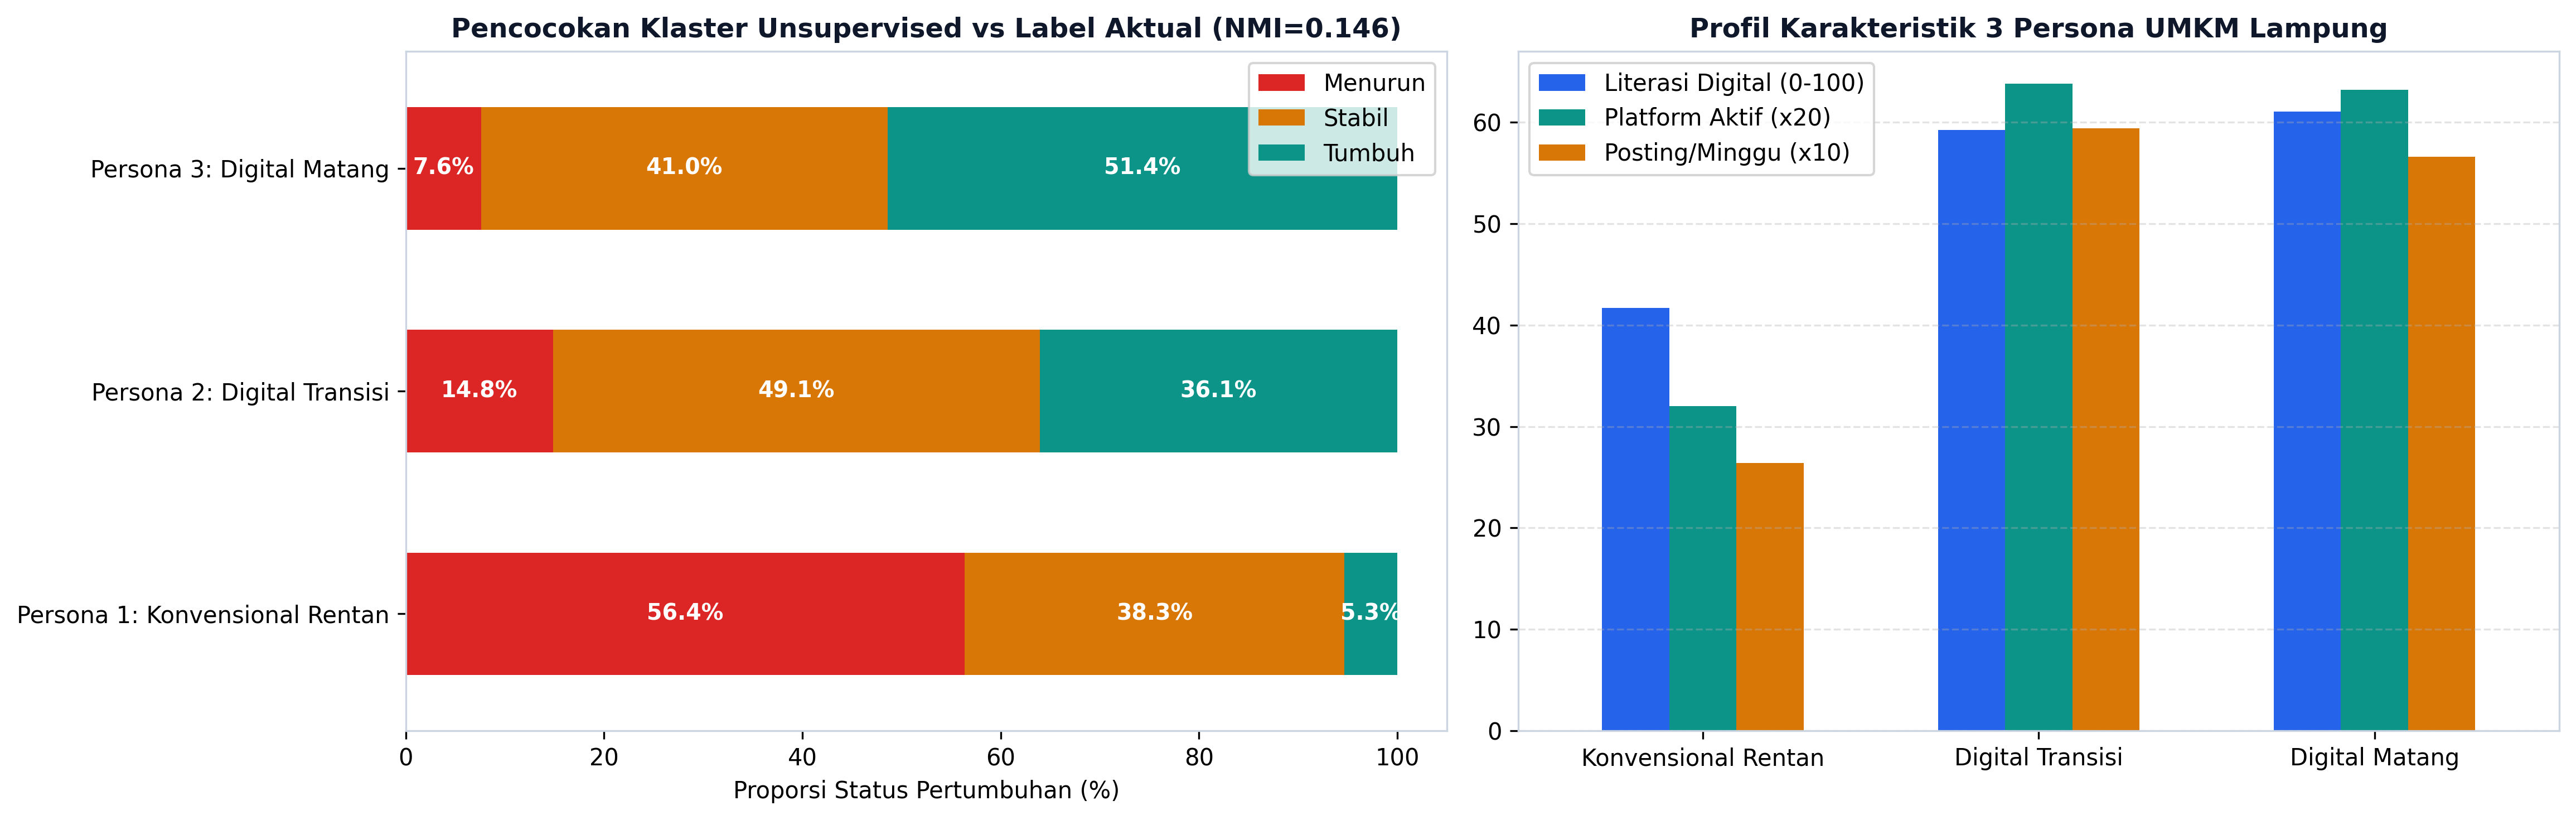 Pencocokan Klaster Unsupervised vs Label Aktual (NMI=0.146)
Menurun
Stabil
Tumbuh
Persona 3: Digital Matang
7.6%
41.0%
51.4%
Persona 2: Digital Transisi
14.8%
49.1%
36.1%
Persona 1: Konvensional Rentan
56.4%
38.3%
5.3%
0 20 40 60 80 100
Proporsi Status Pertumbuhan (%)
Profil Karakteristik 3 Persona UMKM Lampung
Literasi Digital (0-100)
Platform Aktif (x20)
Posting/Minggu (x10)
60
50
40
30
20
10
0
Konvensional Rentan Digital Transisi Digital Matang